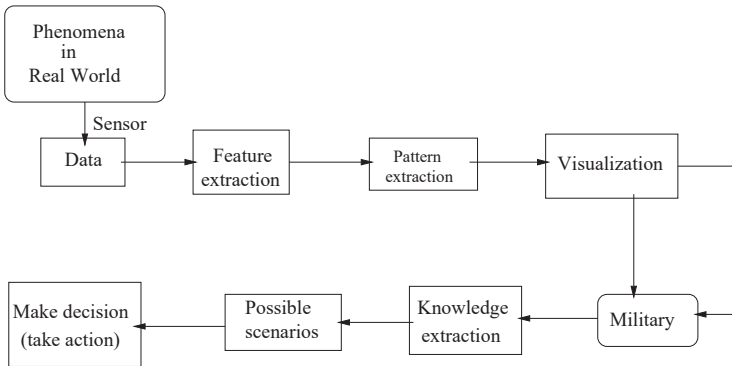 Phenomena
in
Real World
Sensor
Data
Feature
extraction
Pattern
extraction
Visualization
Military
Knowledge
extraction
Possible
scenarios
Make decision
(take action)